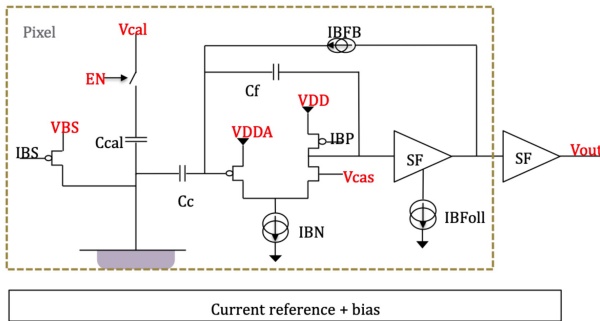 Pixel
Vcal
IBFB
EN
Cf
VDD
VBS
VDDA
IBS
Ccal
IBP
SF
SF
Vout
Vcas
Cc
IBN
IBFoll
Current reference + bias